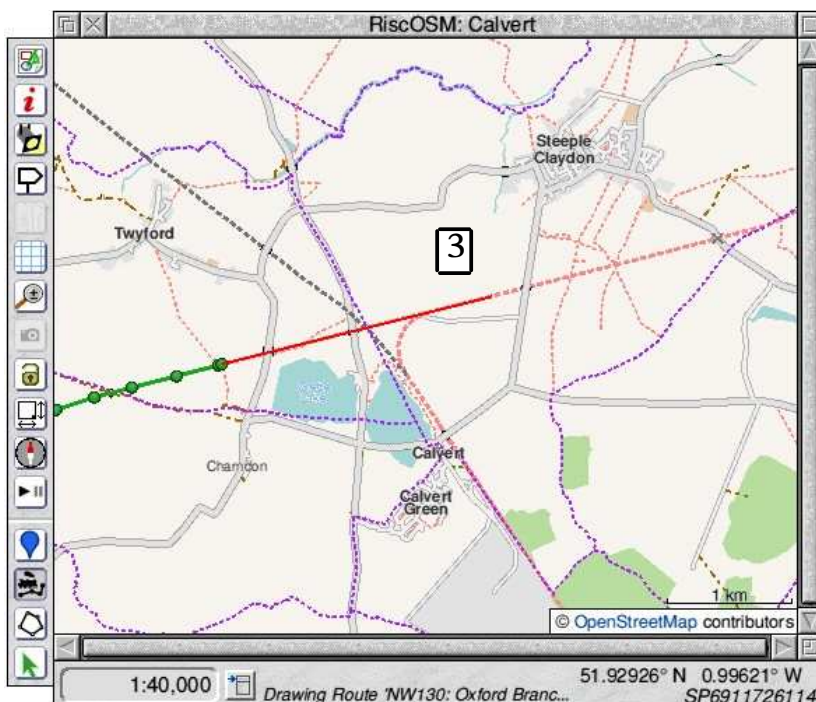 RiscOSM: Calvert
Steeple
Claydon
3
Twyford
Calvert
Charndon
Calvert
Green
1 km
© OpenStreetMap contributors
1:40,000
Drawing Route 'NW130: Oxford Branc...
51.92926° N 0.99621° W
SP6911726114